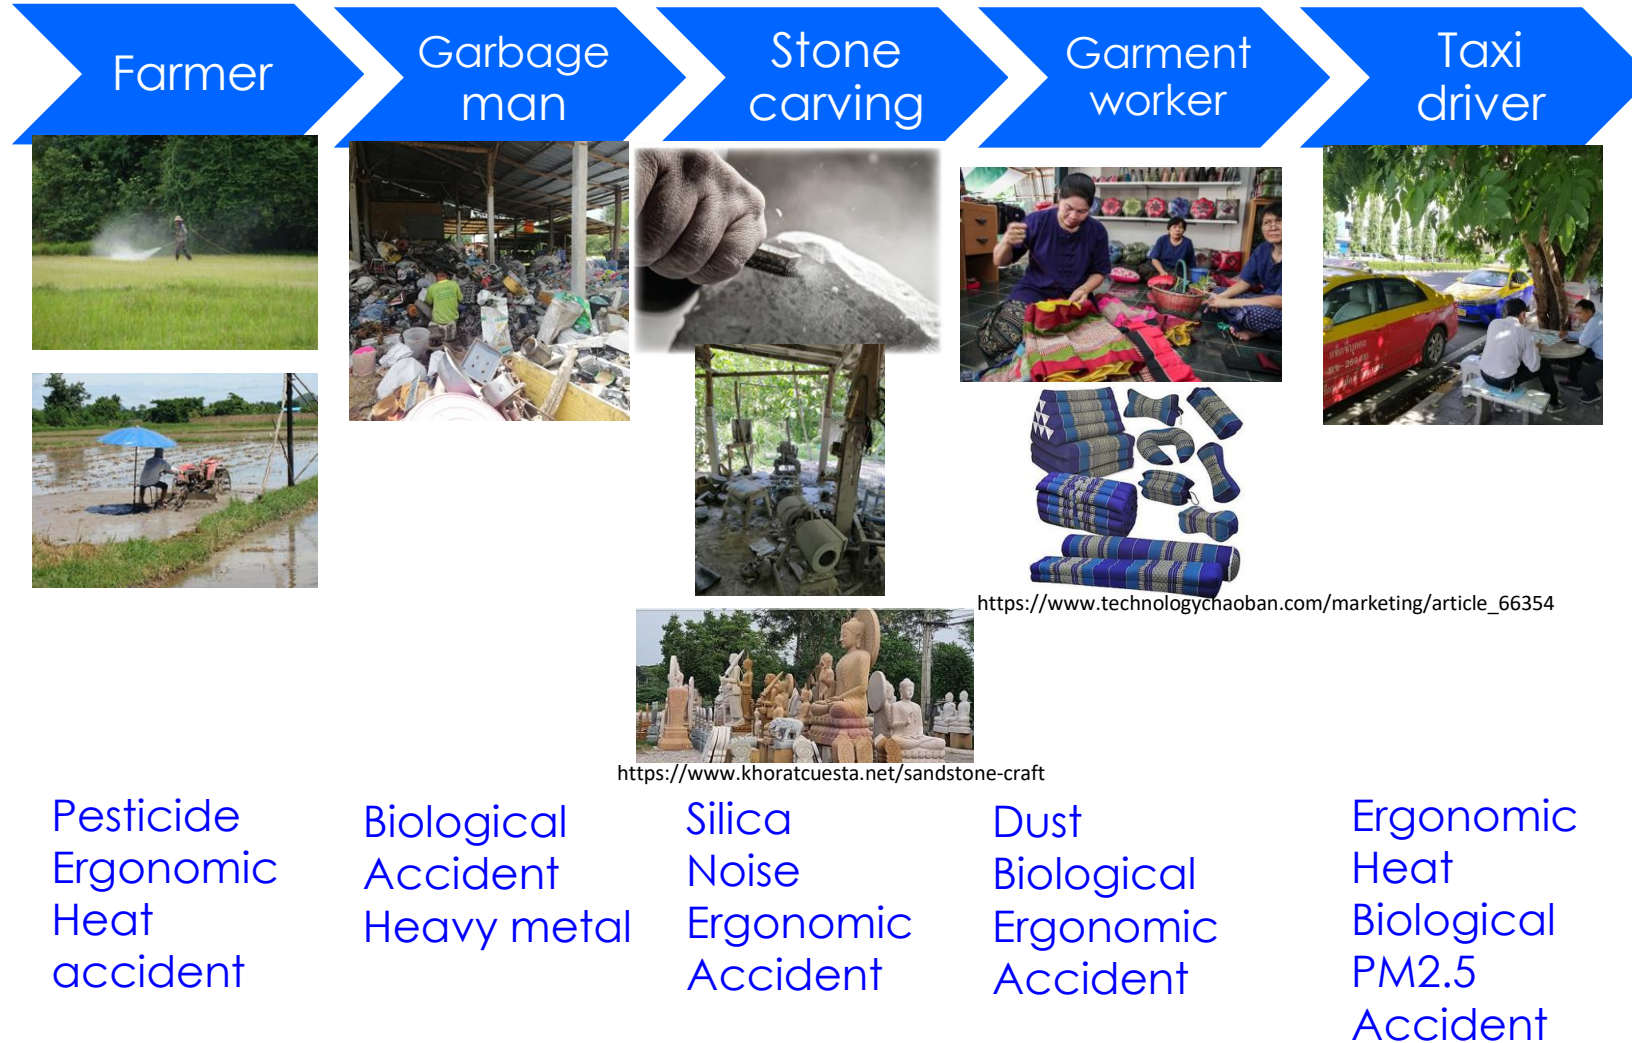 Farmer
Garbage
man
Stone
carving
Garment
worker
Taxi
driver
https://www.technologychaoban.com/marketing/article_66354
https://www.khoratcuesta.net/sandstone-craft
Pesticide
Ergonomic
Heat
accident
Biological
Accident
Heavy metal
Silica
Noise
Ergonomic
Accident
Dust
Biological
Ergonomic
Accident
Ergonomic
Heat
Biological
PM2.5
Accident